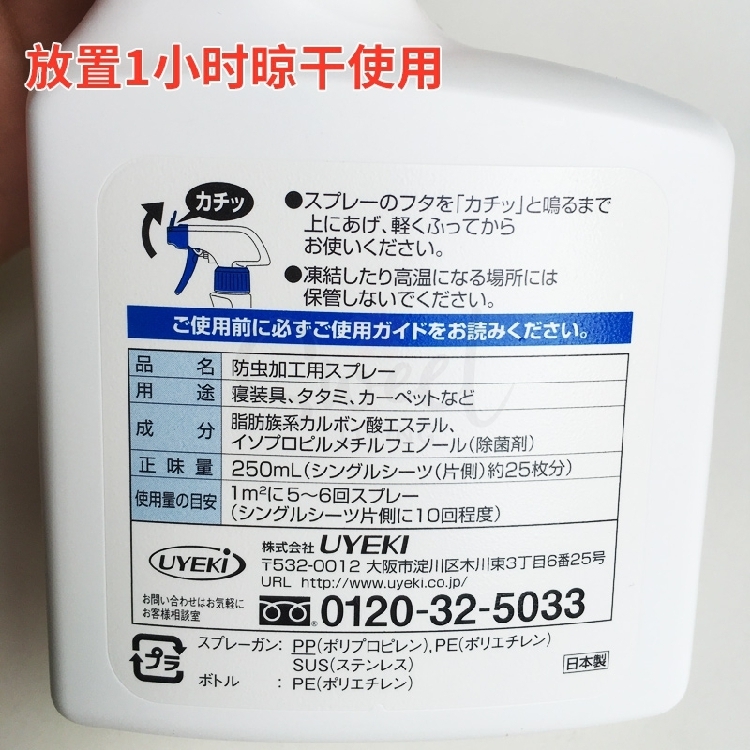 放置1小时晾干使用
カチッ
●スプレーのフタを「カチッ」と鳴るまで
上にあげ、軽くふってから
お使いください。
●凍結したり高温になる場所には
保管しないでください。
ご使用前に必ずご使用ガイドをお読みください。
品名 防虫加工用スプレー
用途 寝装具、タタミ、カーペットなど
成分 脂肪族系カルボン酸エステル、
イソプロピルメチルフェノール(除菌剤)
正味量 250mL(シングルシーツ(片側)約25枚分)
使用量の目安 1m²に5〜6回スプレー
(シングルシーツ片側に10回程度)
UYEKI
株式会社 UYEKI
〒532-0012 大阪市淀川区木川東3丁目6番25号
URL http://www.uyeki.co.jp/
お問い合わせはお気軽に
お客様相談室
0120-32-5033
プラ
スプレーガン: PP(ポリプロピレン),PE(ポリエチレン)
SUS(ステンレス)
ボトル : PE(ポリエチレン)
日本製